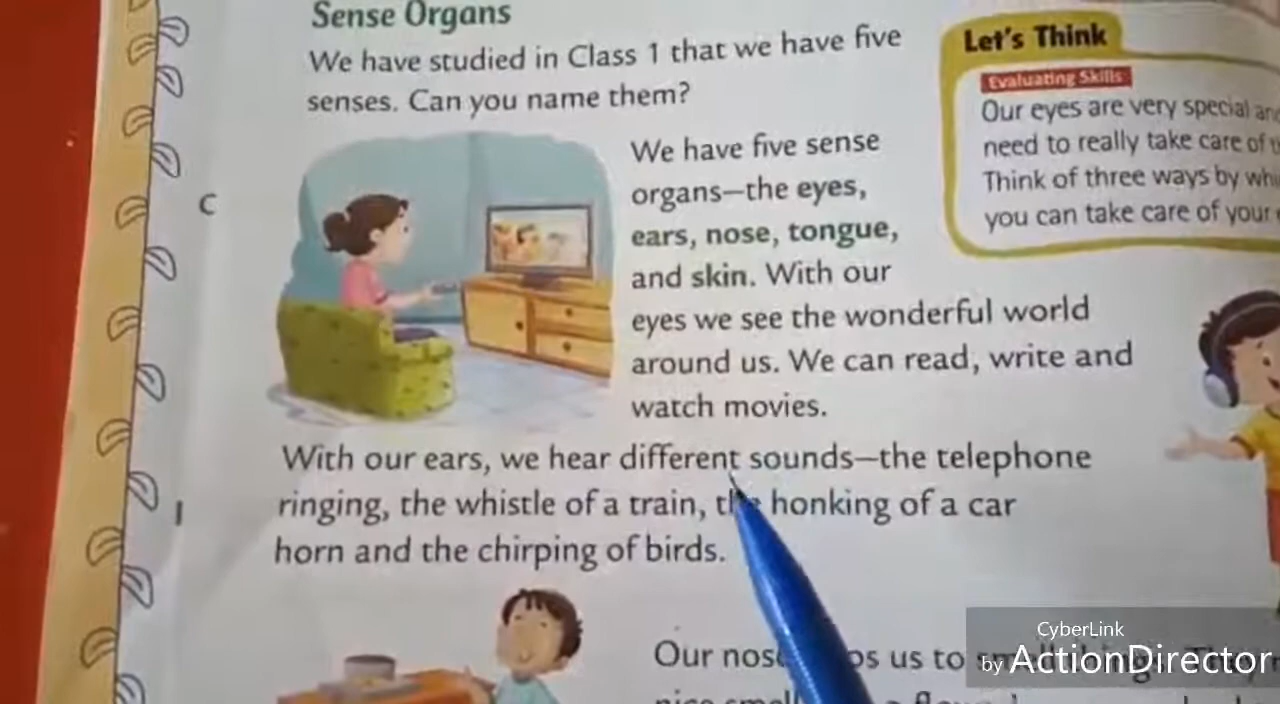 Sense Organs
We have studied in Class 1 that we have five
senses. Can you name them?
We have five sense
organs—the eyes,
ears, nose, tongue,
and skin. With our
eyes we see the wonderful world
around us. We can read, write and
watch movies.
With our ears, we hear different sounds—the telephone
ringing, the whistle of a train, the honking of a car
horn and the chirping of birds.
Our us to
Let's Think
Evaluating Skills
Our eyes are very special
need to really take care of
Think of three ways by
you can take care of your
C
CyberLink
by ActionDirector